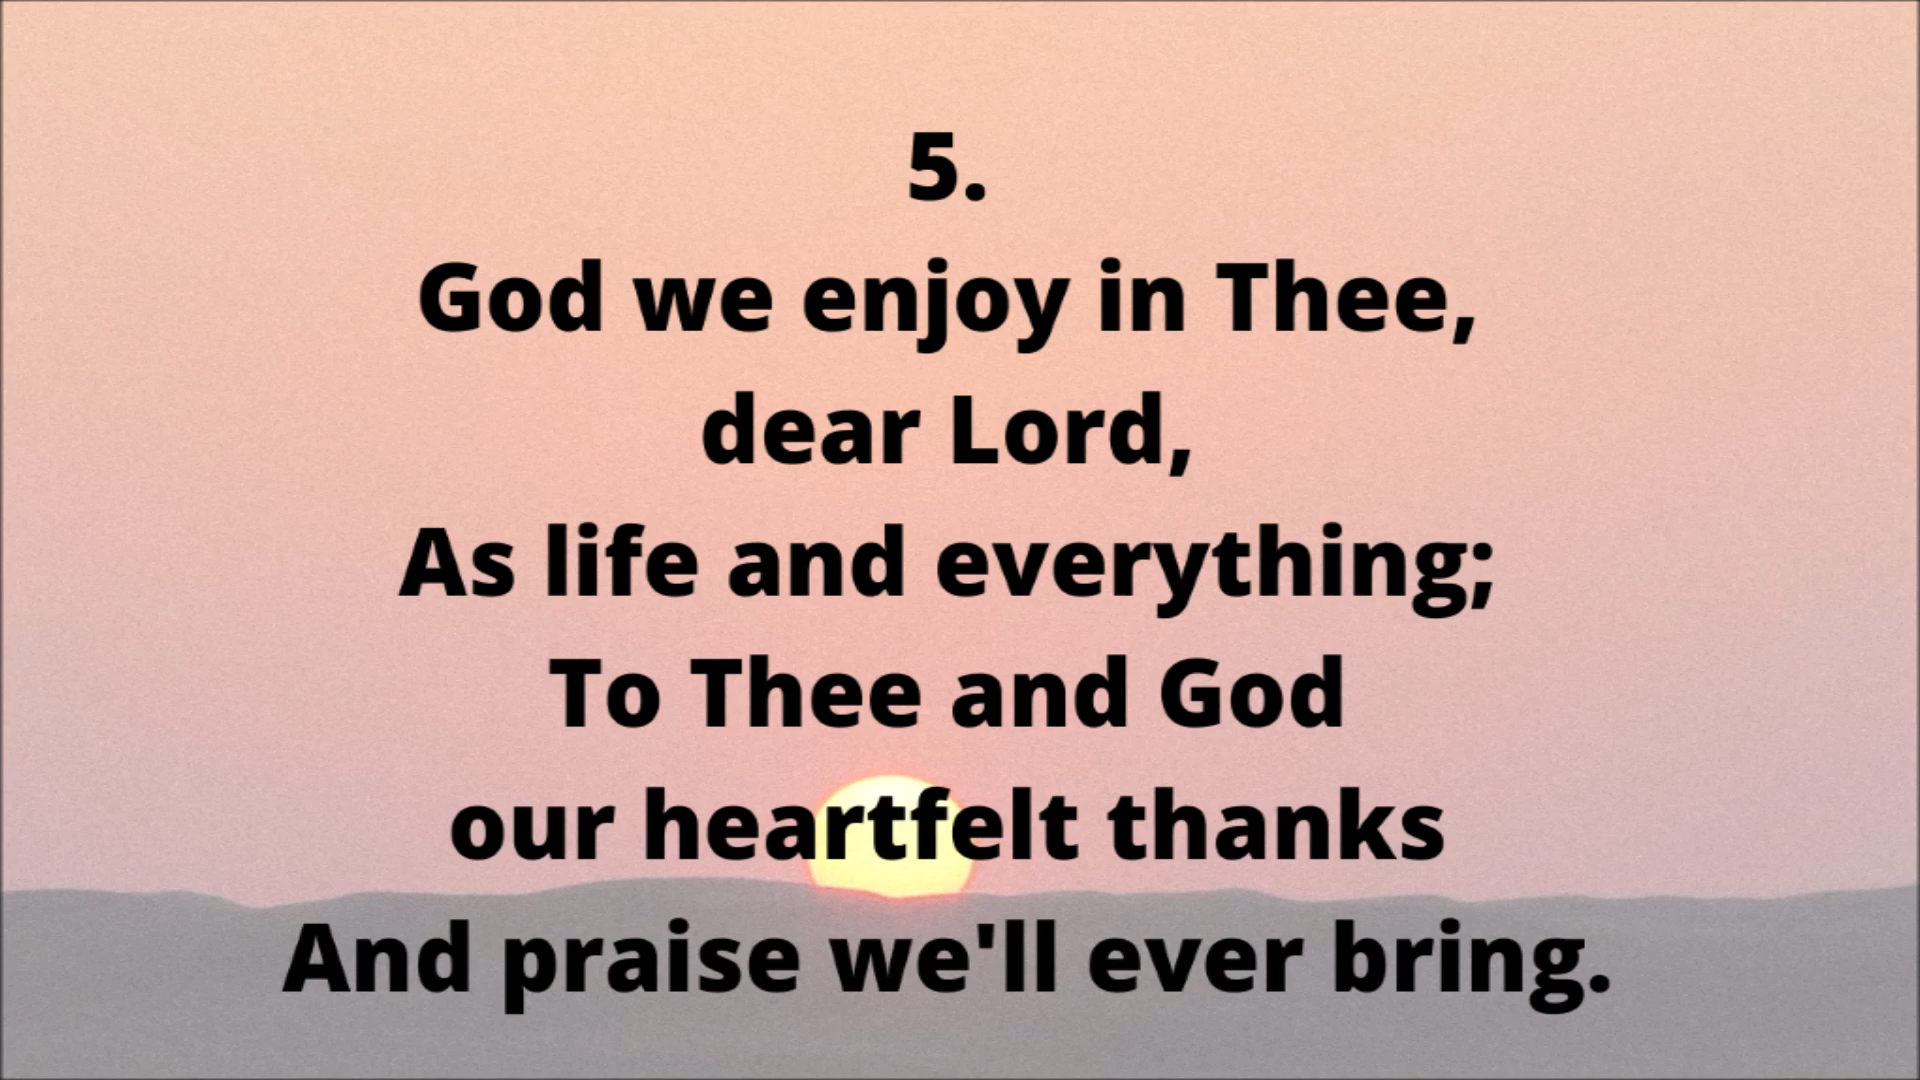 5.
God we enjoy in Thee,
dear Lord,
As life and everything;
To Thee and God
our heartfelt thanks
And praise we'll ever bring.